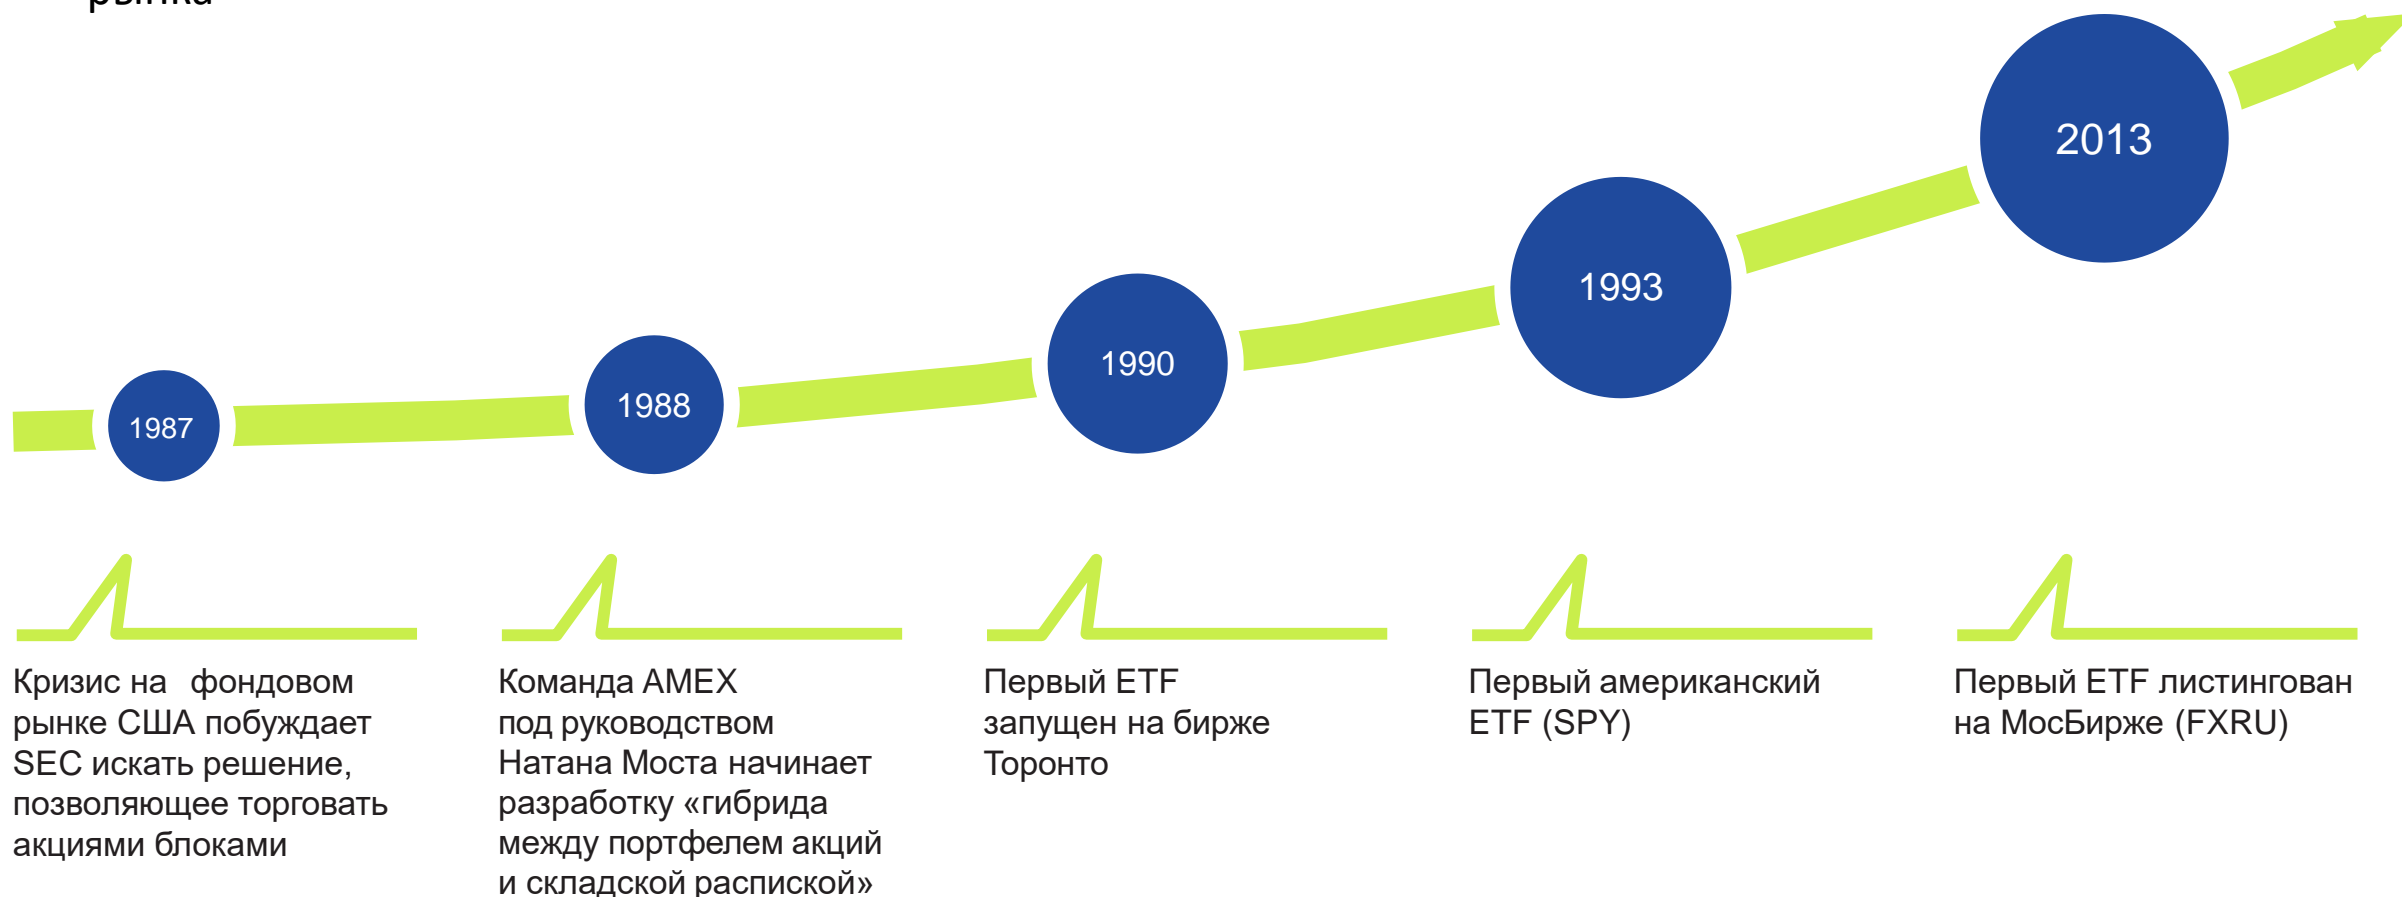 рынка
2013
1993
1990
1988
1987
Кризис на фондовом
рынке США побуждает
SEC искать решение,
позволяющее торговать
акциями блоками
Команда AMEX
под руководством
Натана Моста начинает
разработку «гибрида
между портфелем акций
и складской распиской»
Первый ETF
запущен на бирже
Торонто
Первый американский
ETF (SPY)
Первый ETF листингован
на МосБирже (FXRU)